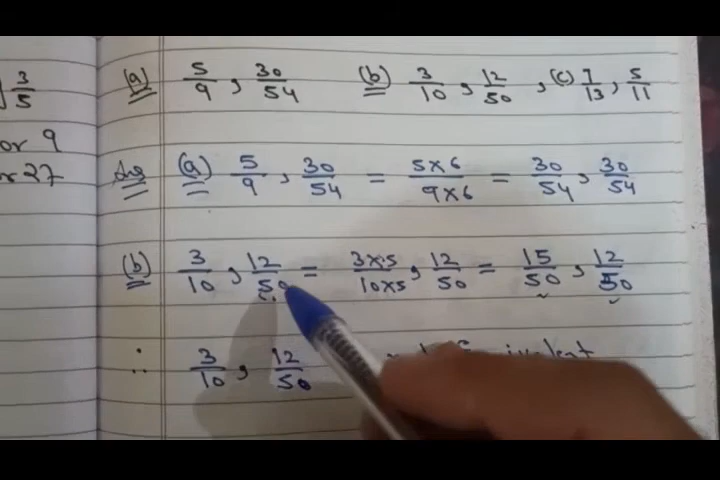 3/5
(a) 5/9 , 30/54 (b) 3/10 , 12/50 , (c) 7/13 , 5/11
or 9
27
Ans (a) 5/9 , 30/54 = 5×6/9×6 = 30/54 , 30/54
(b) 3/10 , 12/50 = 3×5/10×5 , 12/50 = 15/50 , 12/50
∴ 3/10 , 12/50